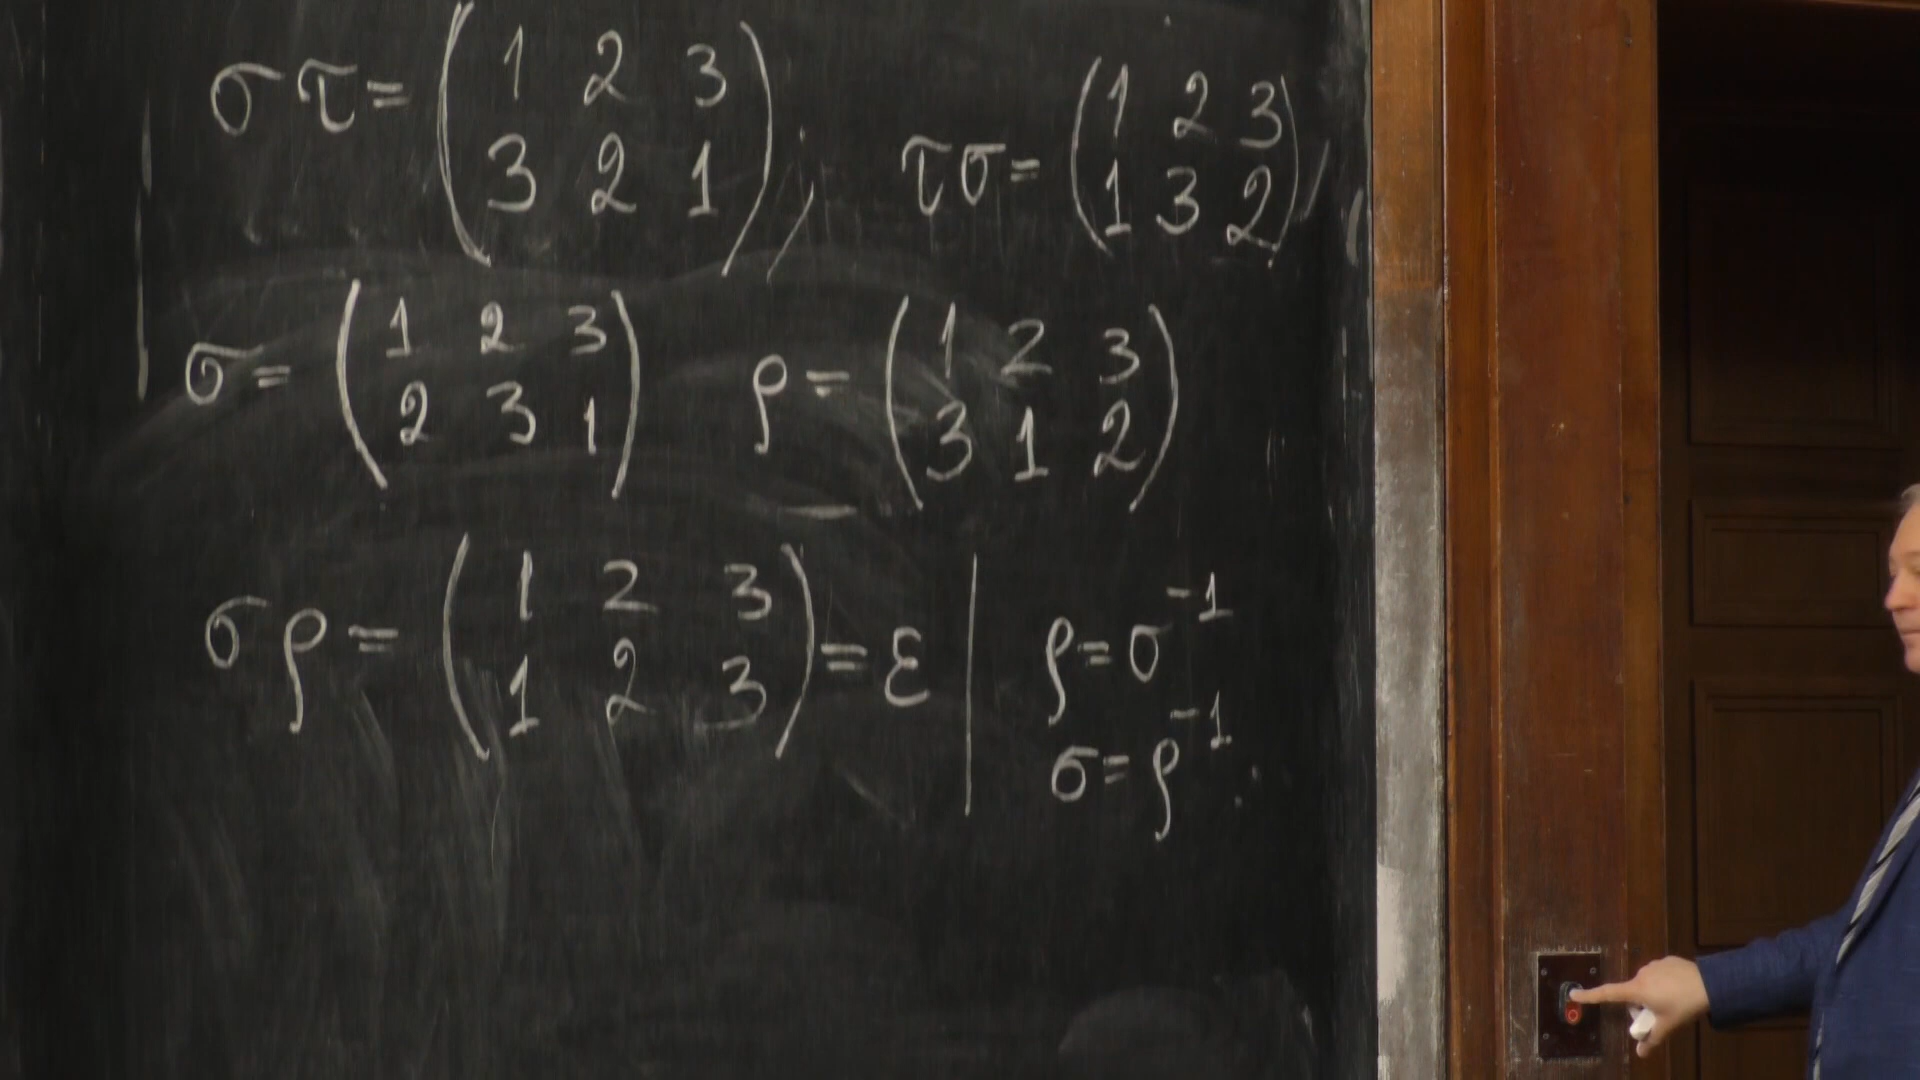 στ= ( 1 2 3 ), τσ= ( 1 2 3 ),
( 3 2 1 ) ( 1 3 2 )
σ= ( 1 2 3 ) ρ= ( 1 2 3 )
( 2 3 1 ) ( 3 1 2 )
σρ= ( 1 2 3 ) =ε | ρ=σ⁻¹
( 1 2 3 ) σ=ρ⁻¹.